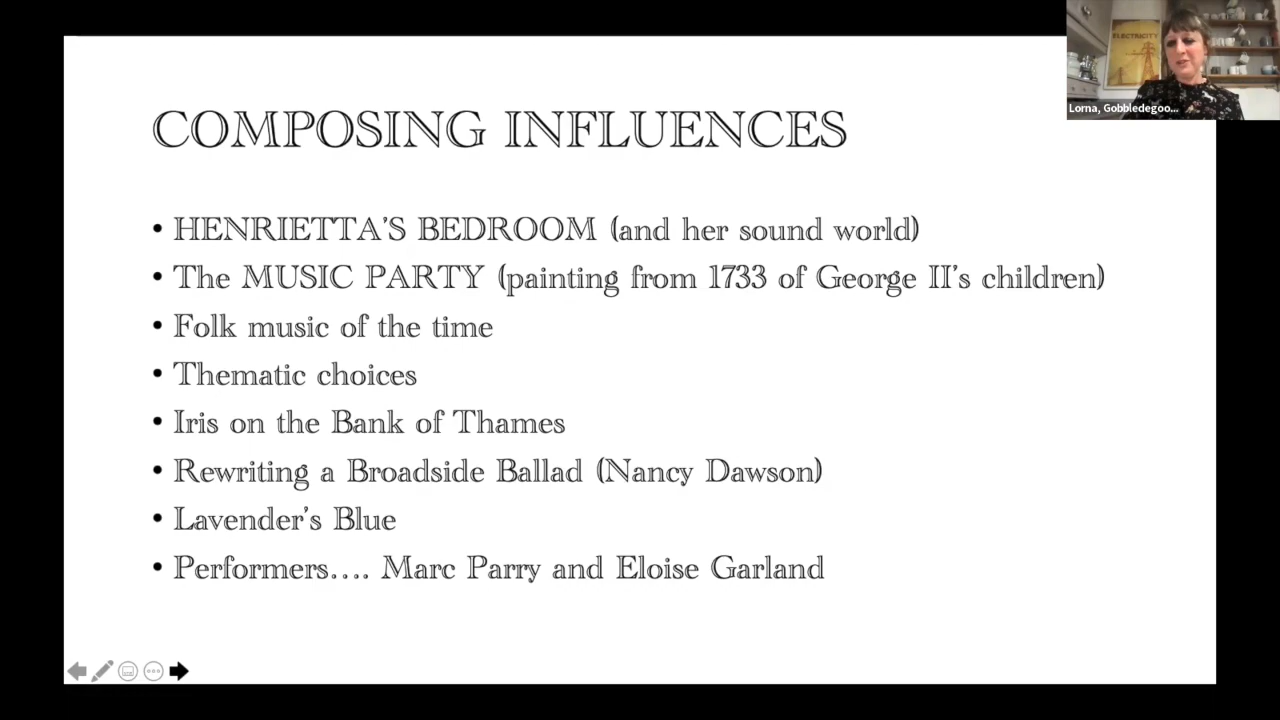 COMPOSING INFLUENCES
• HENRIETTA'S BEDROOM (and her sound world)
• The MUSIC PARTY (painting from 1733 of George II's children)
• Folk music of the time
• Thematic choices
• Iris on the Bank of Thames
• Rewriting a Broadside Ballad (Nancy Dawson)
• Lavender's Blue
• Performers.... Marc Parry and Eloise Garland
ELECTRICITY
Lorna, Gobbledegoo...